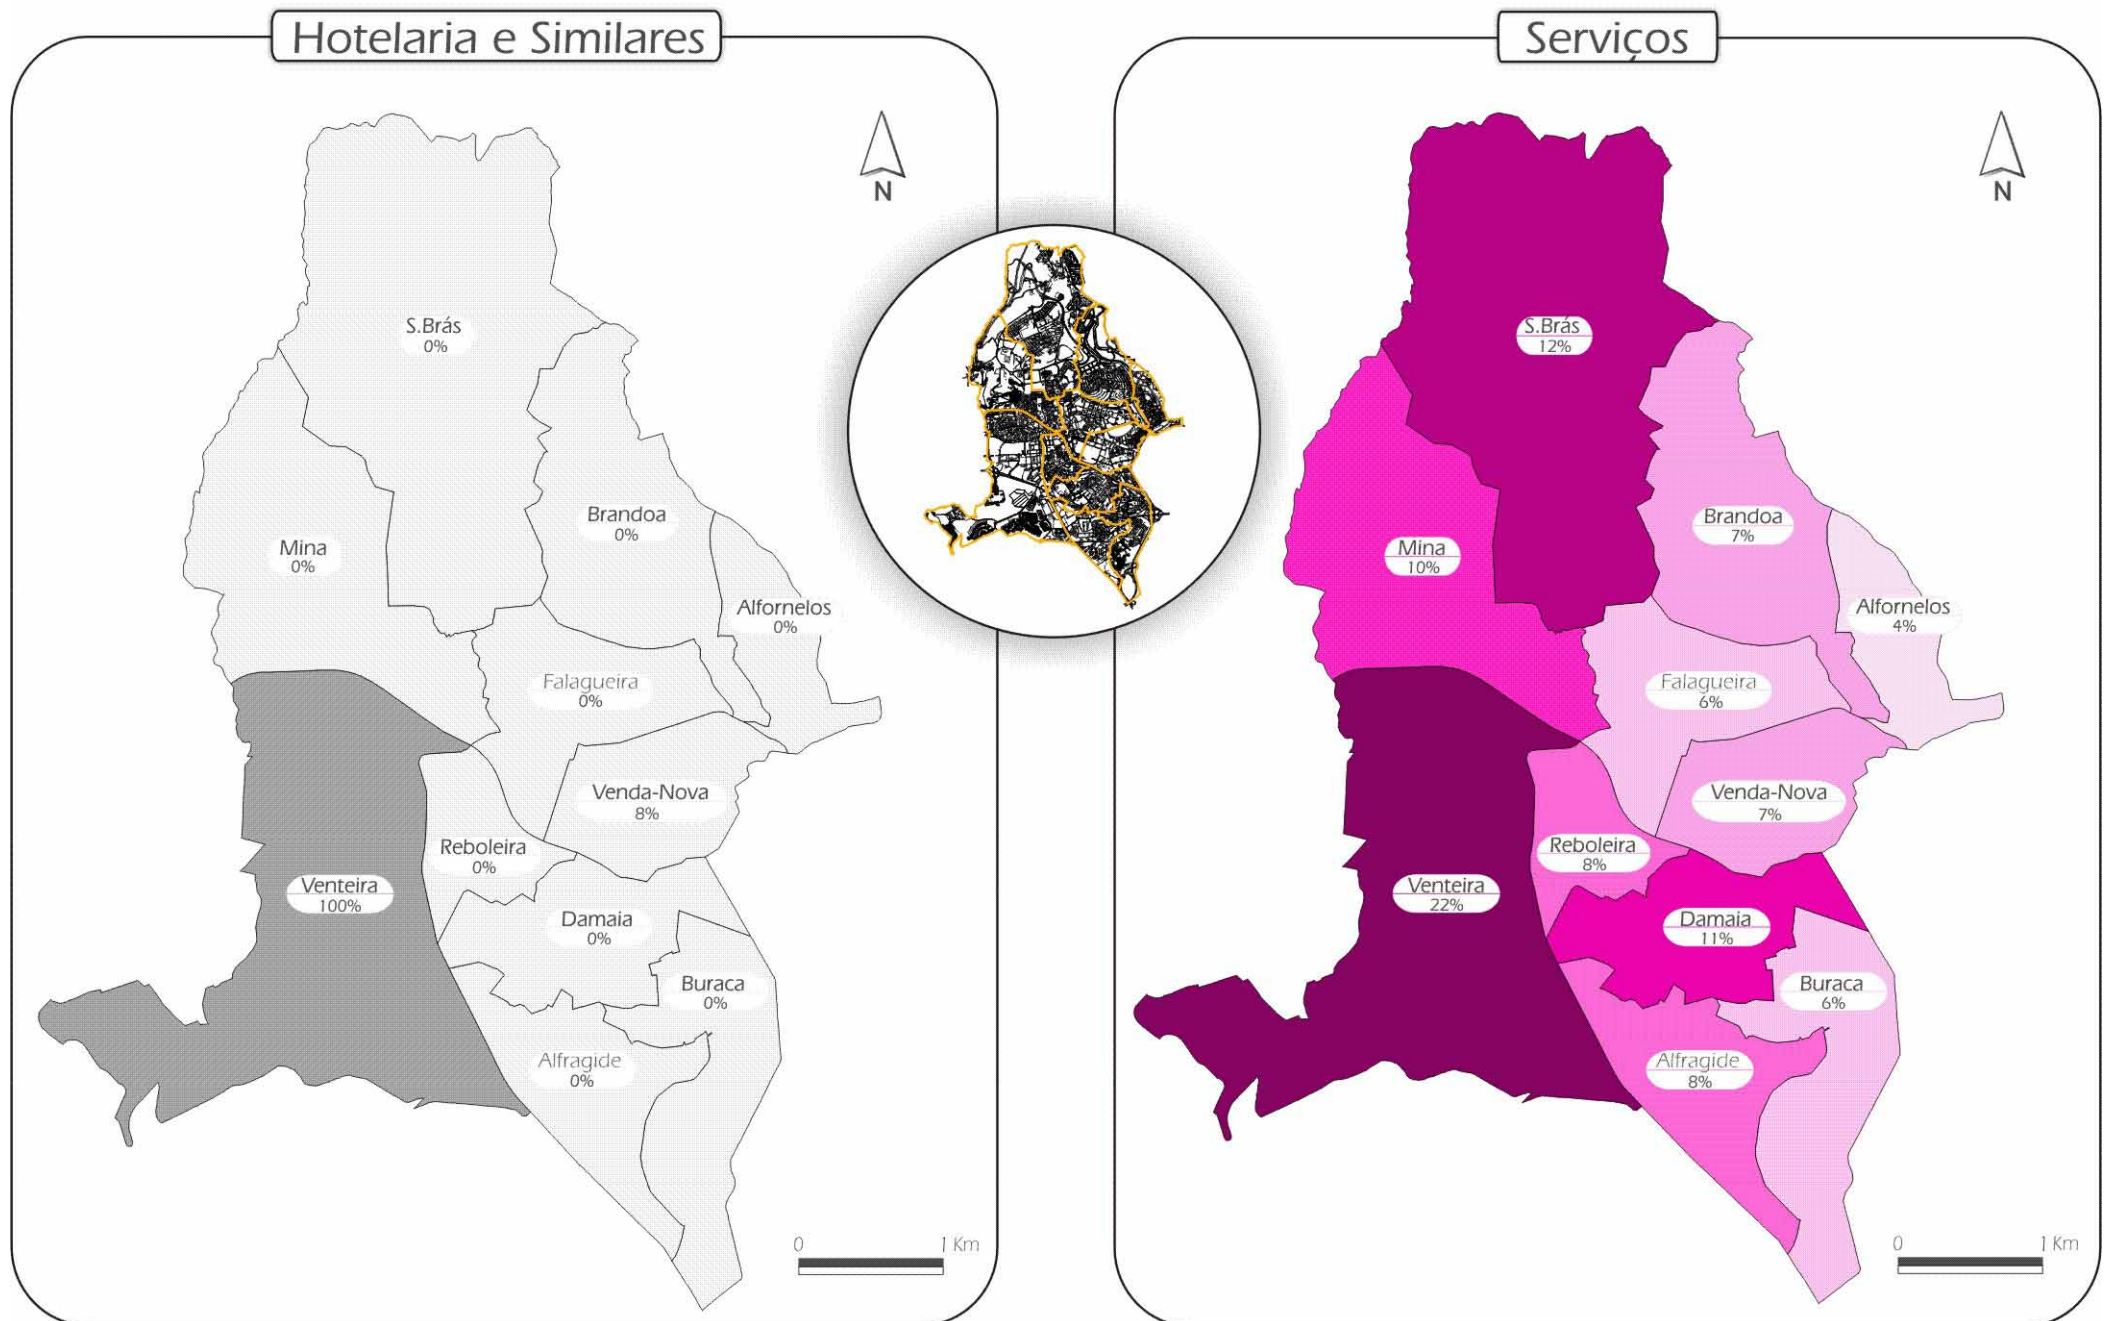 Hotelaria e Similares
N
S.Brás
0%
Brandoa
0%
Mina
0%
Alfornelos
0%
Falagueira
0%
Venda-Nova
8%
Reboleira
0%
Venteira
100%
Damaia
0%
Buraca
0%
Alfragide
0%
0 1 Km
Serviços
N
S.Brás
12%
Brandoa
7%
Mina
10%
Alfornelos
4%
Falagueira
6%
Venda-Nova
7%
Reboleira
8%
Venteira
22%
Damaia
11%
Buraca
6%
Alfragide
8%
0 1 Km